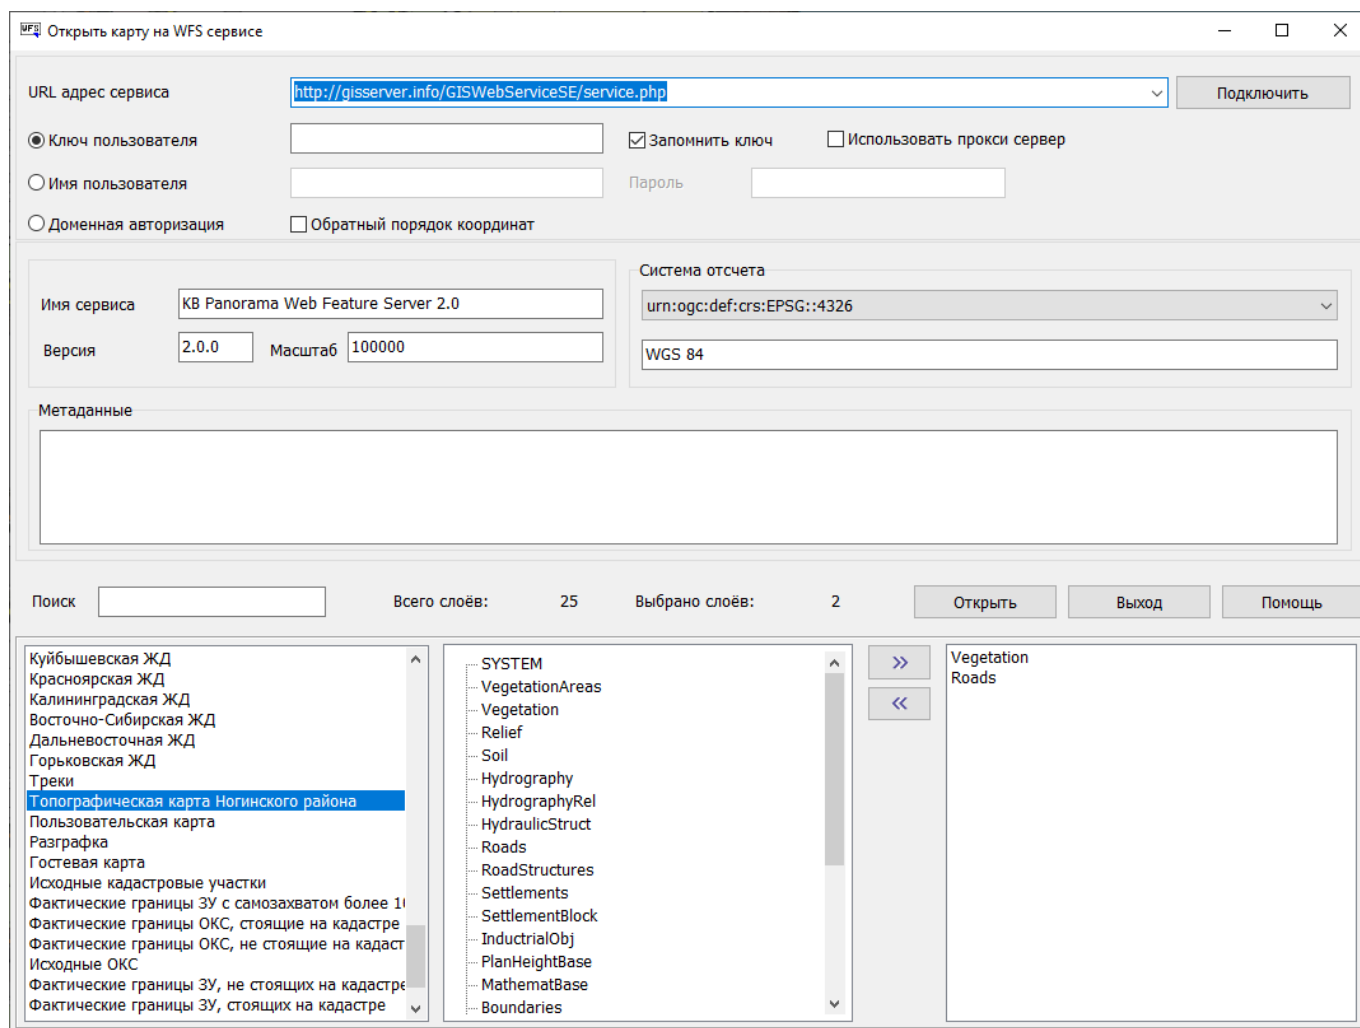 WFS Открыть карту на WFS сервисе
URL адрес сервиса http://gisserver.info/GISWebServiceSE/service.php Подключить
Ключ пользователя Запомнить ключ Использовать прокси сервер
Имя пользователя Пароль
Доменная авторизация Обратный порядок координат
Система отсчета
Имя сервиса KB Panorama Web Feature Server 2.0 urn:ogc:def:crs:EPSG::4326
Версия 2.0.0 Масштаб 100000 WGS 84
Метаданные
Поиск Всего слоёв: 25 Выбрано слоёв: 2 Открыть Выход Помощь
Куйбышевская ЖД
Красноярская ЖД
Калининградская ЖД
Восточно-Сибирская ЖД
Дальневосточная ЖД
Горьковская ЖД
Треки
Топографическая карта Ногинского района
Пользовательская карта
Разграфка
Гостевая карта
Исходные кадастровые участки
Фактические границы ЗУ с самозахватом более 1
Фактические границы ОКС, стоящие на кадастре
Фактические границы ОКС, не стоящие на кадаст
Исходные ОКС
Фактические границы ЗУ, не стоящих на кадастре
Фактические границы ЗУ, стоящих на кадастре
SYSTEM
VegetationAreas
Vegetation
Relief
Soil
Hydrography
HydrographyRel
HydraulicStruct
Roads
RoadStructures
Settlements
SettlementBlock
InductrialObj
PlanHeightBase
MathematBase
Boundaries
>>
<<
Vegetation
Roads